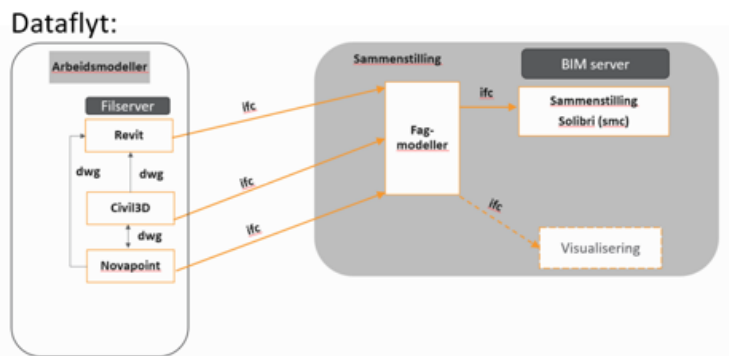 Dataflyt:
Arbeidsmodeller
Filserver
Revit
dwg
dwg
Civil3D
dwg
Novapoint
ifc
ifc
ifc
Sammenstilling
BIM server
Fag-
modeller
ifc
Sammenstilling
Solibri (smc)
ifc
Visualisering